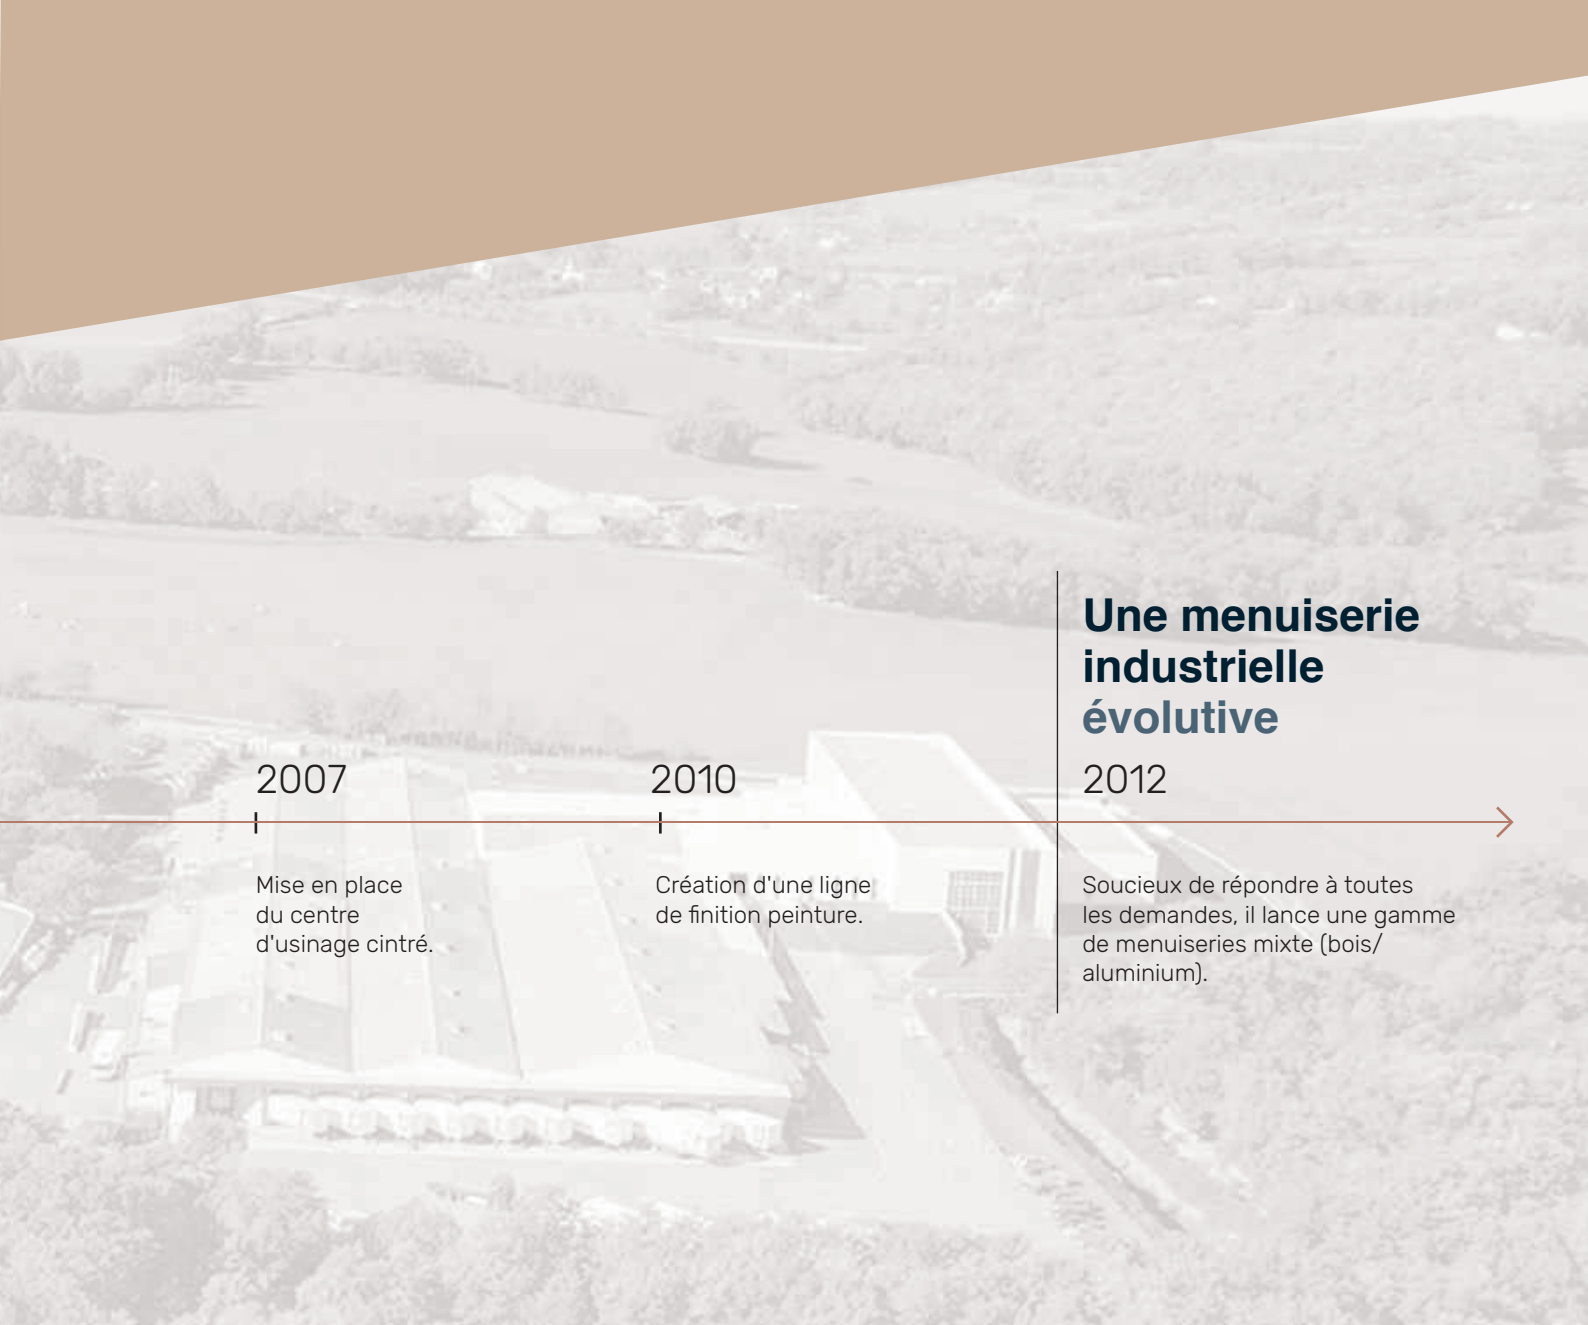 Une menuiserie
industrielle
évolutive
2007
2010
2012
Mise en place
du centre
d'usinage cintré.
Création d'une ligne
de finition peinture.
Soucieux de répondre à toutes
les demandes, il lance une gamme
de menuiseries mixte (bois/
aluminium).